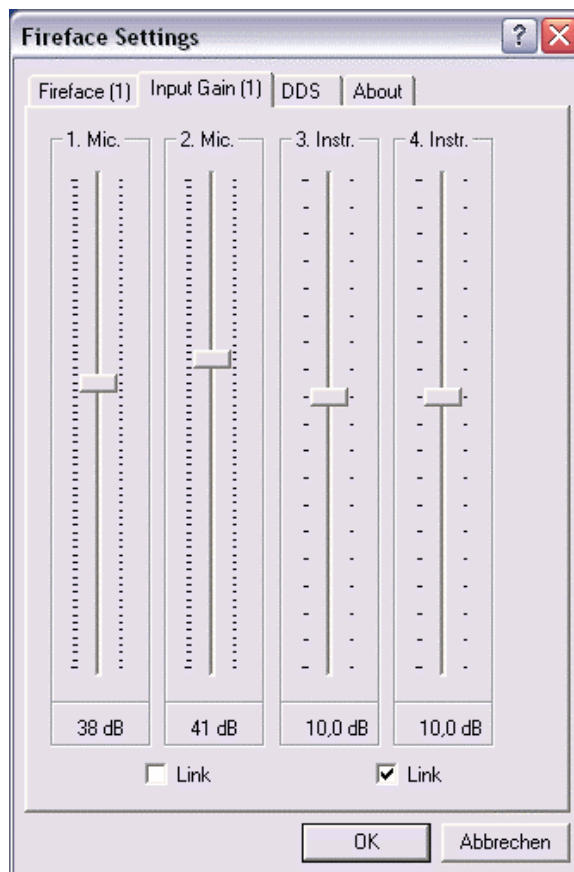 Fireface Settings
Fireface (1) Input Gain (1) DDS About
1. Mic. 2. Mic. 3. Instr. 4. Instr.
38 dB 41 dB 10,0 dB 10,0 dB
Link Link
OK Abbrechen